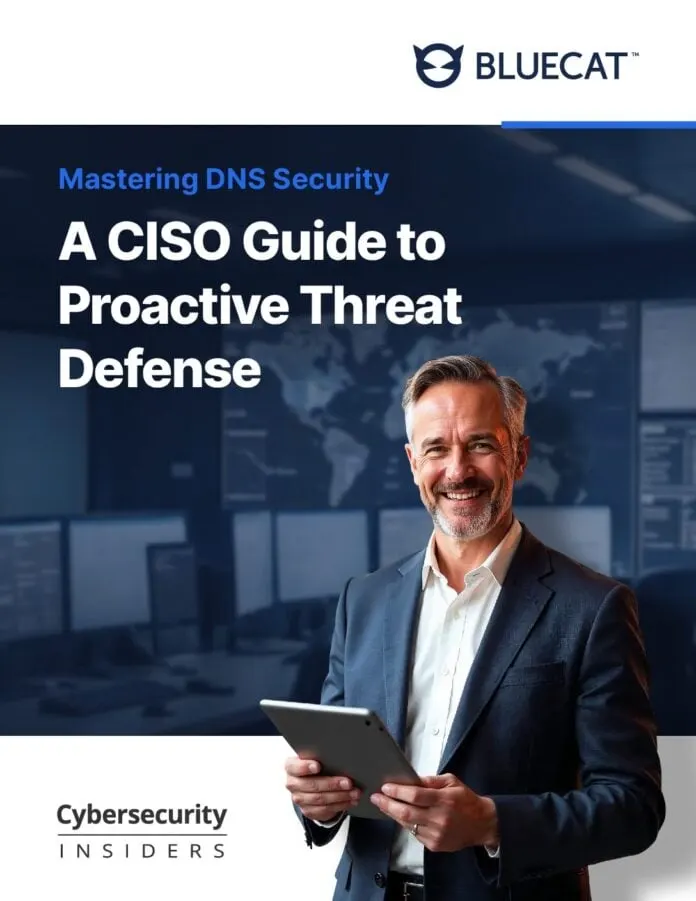 BLUECAT™
Mastering DNS Security
A CISO Guide to
Proactive Threat
Defense
Cybersecurity
INSIDERS